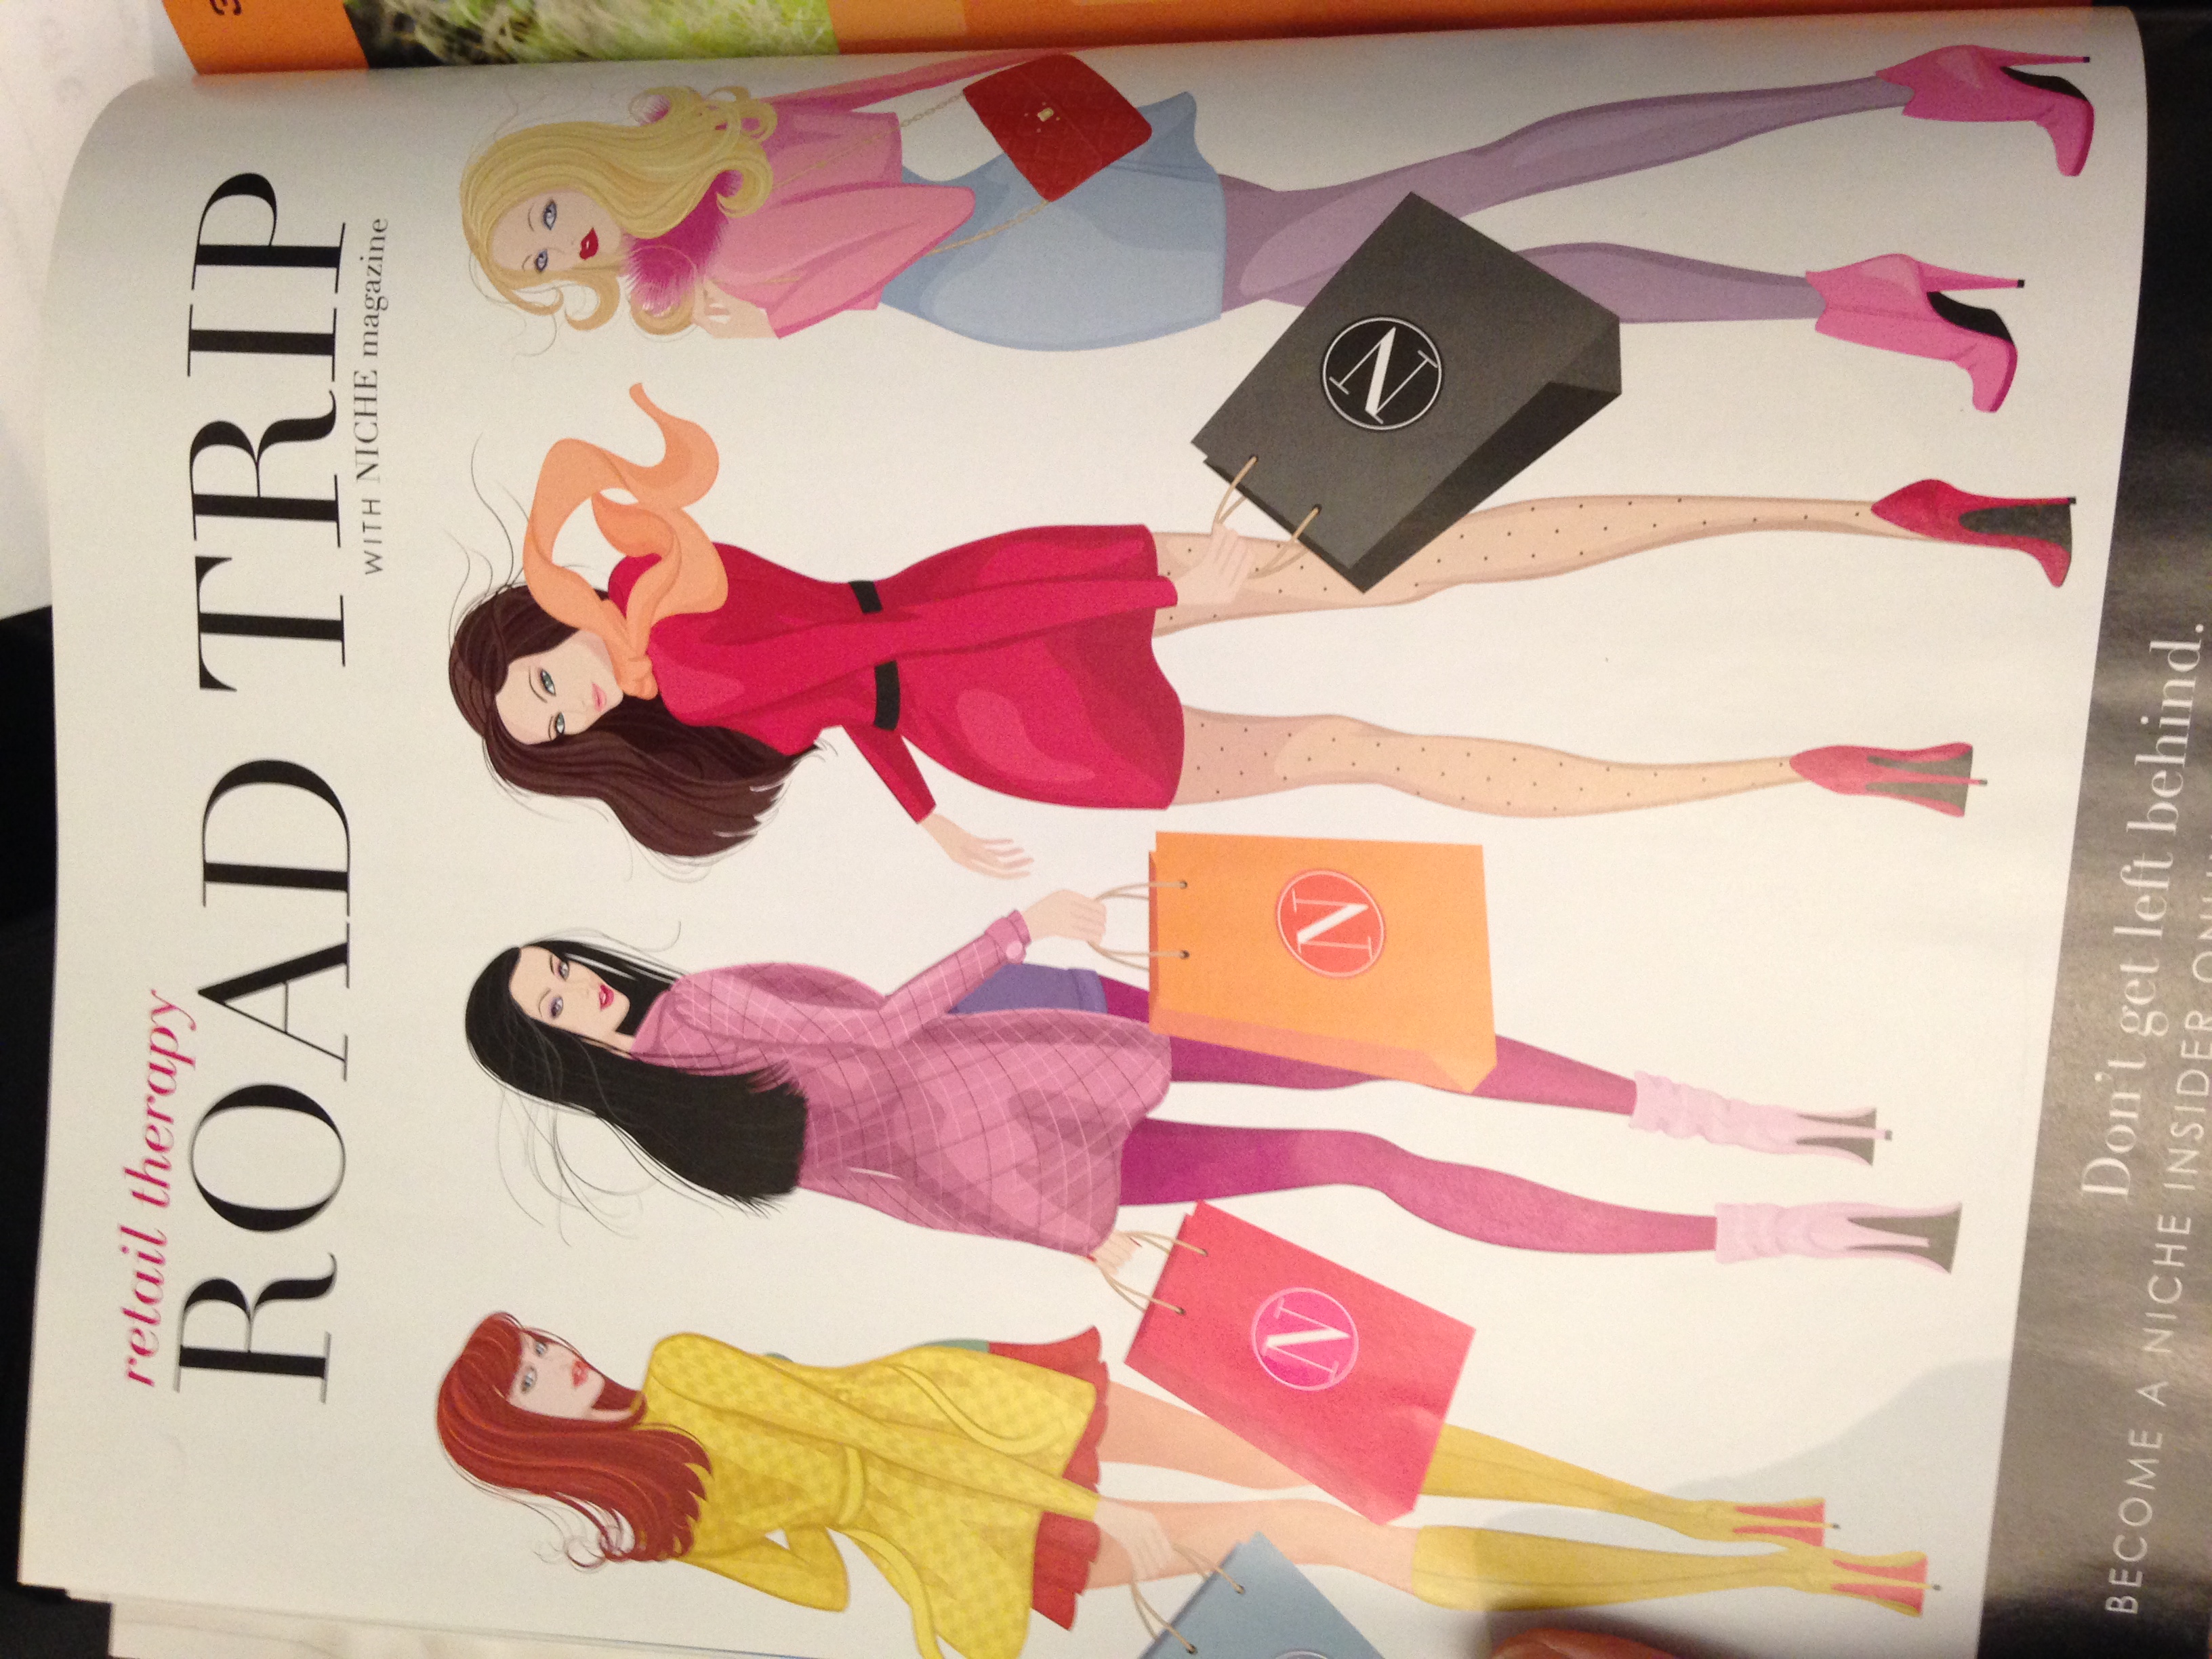 retail therapy
ROAD TRIP
WITH NICHE magazine
N
N
N
Don't get left behind.
BECOME A NICHE INSIDER